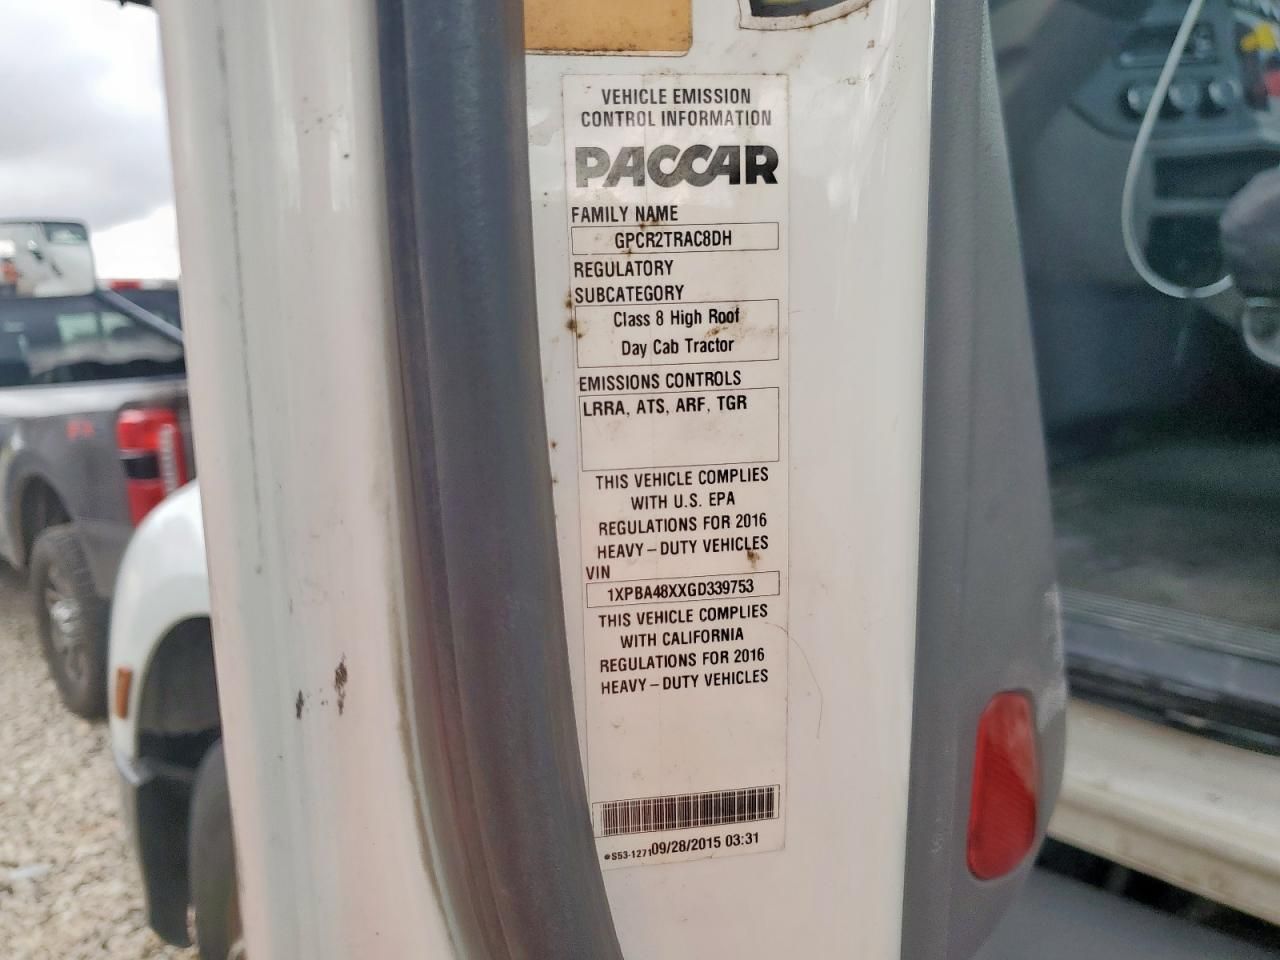 VEHICLE EMISSION
CONTROL INFORMATION
PACCAR
FAMILY NAME
GPCR2TRAC8DH
REGULATORY
SUBCATEGORY
Class 8 High Roof
Day Cab Tractor
EMISSIONS CONTROLS
LRRA, ATS, ARF, TGR
THIS VEHICLE COMPLIES
WITH U.S. EPA
REGULATIONS FOR 2016
HEAVY-DUTY VEHICLES
VIN
1XPBA48XXGD339753
THIS VEHICLE COMPLIES
WITH CALIFORNIA
REGULATIONS FOR 2016
HEAVY-DUTY VEHICLES
S53-1271 09/28/2015 03:31